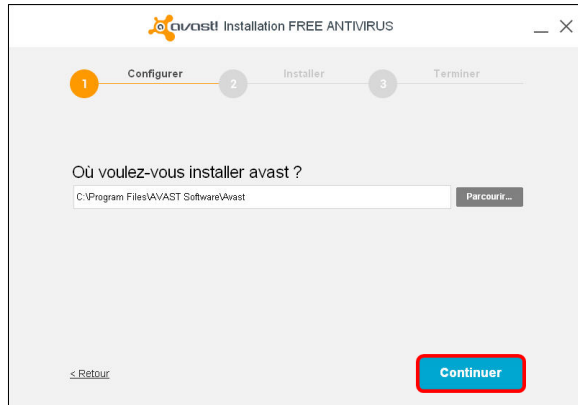 avast! Installation FREE ANTIVIRUS
1 Configurer 2 Installer 3 Terminer
Où voulez-vous installer avast ?
C:\Program Files\AVAST Software\Avast Parcourir...
< Retour Continuer